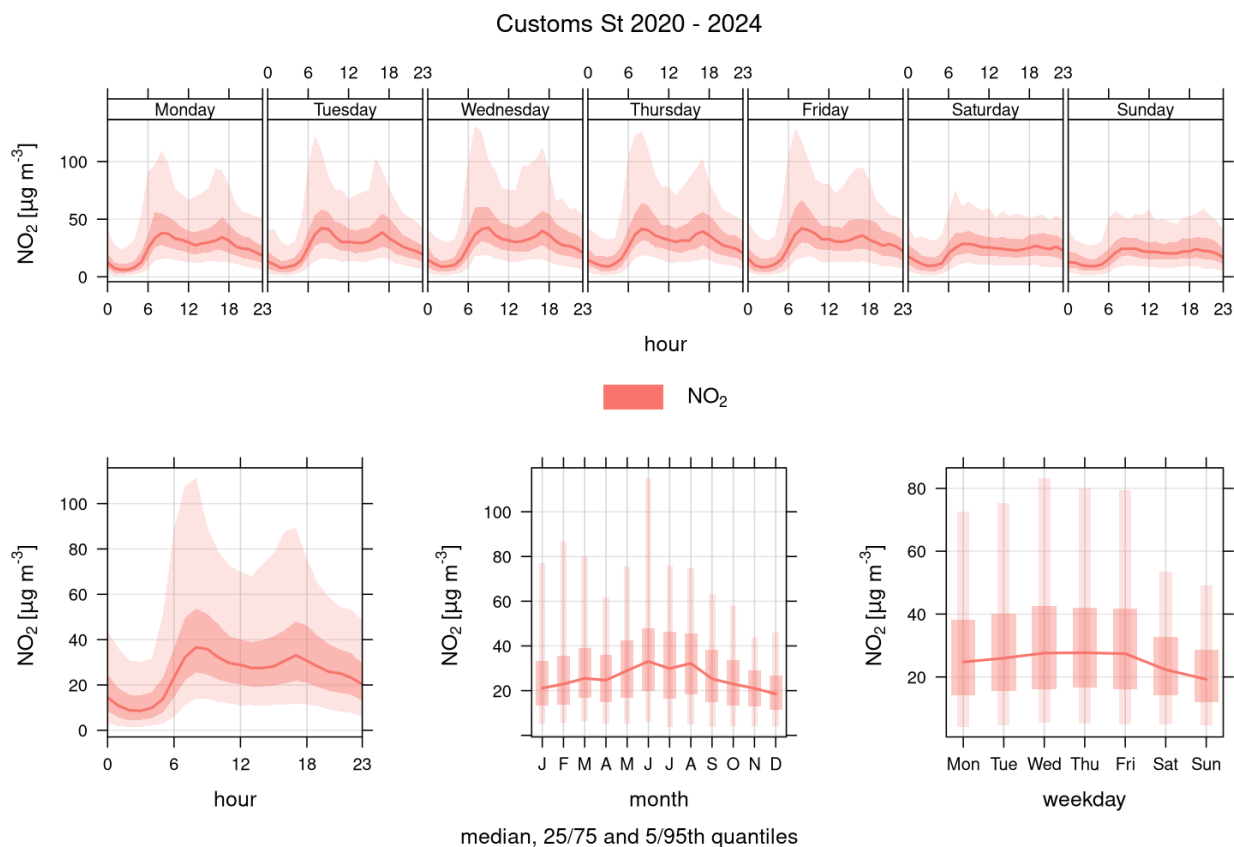 Customs St 2020 - 2024
0 6 12 18 23 0 6 12 18 23 0 6 12 18 23
Monday Tuesday Wednesday Thursday Friday Saturday Sunday
NO₂ [µg m⁻³]
100
50
0
0 6 12 18 23 0 6 12 18 23 0 6 12 18 23 0 6 12 18 23
hour
NO₂
NO₂ [µg m⁻³]
100
80
60
40
20
0
0 6 12 18 23
hour
NO₂ [µg m⁻³]
100
80
60
40
20
J F M A M J J A S O N D
month
NO₂ [µg m⁻³]
80
60
40
20
Mon Tue Wed Thu Fri Sat Sun
weekday
median, 25/75 and 5/95th quantiles